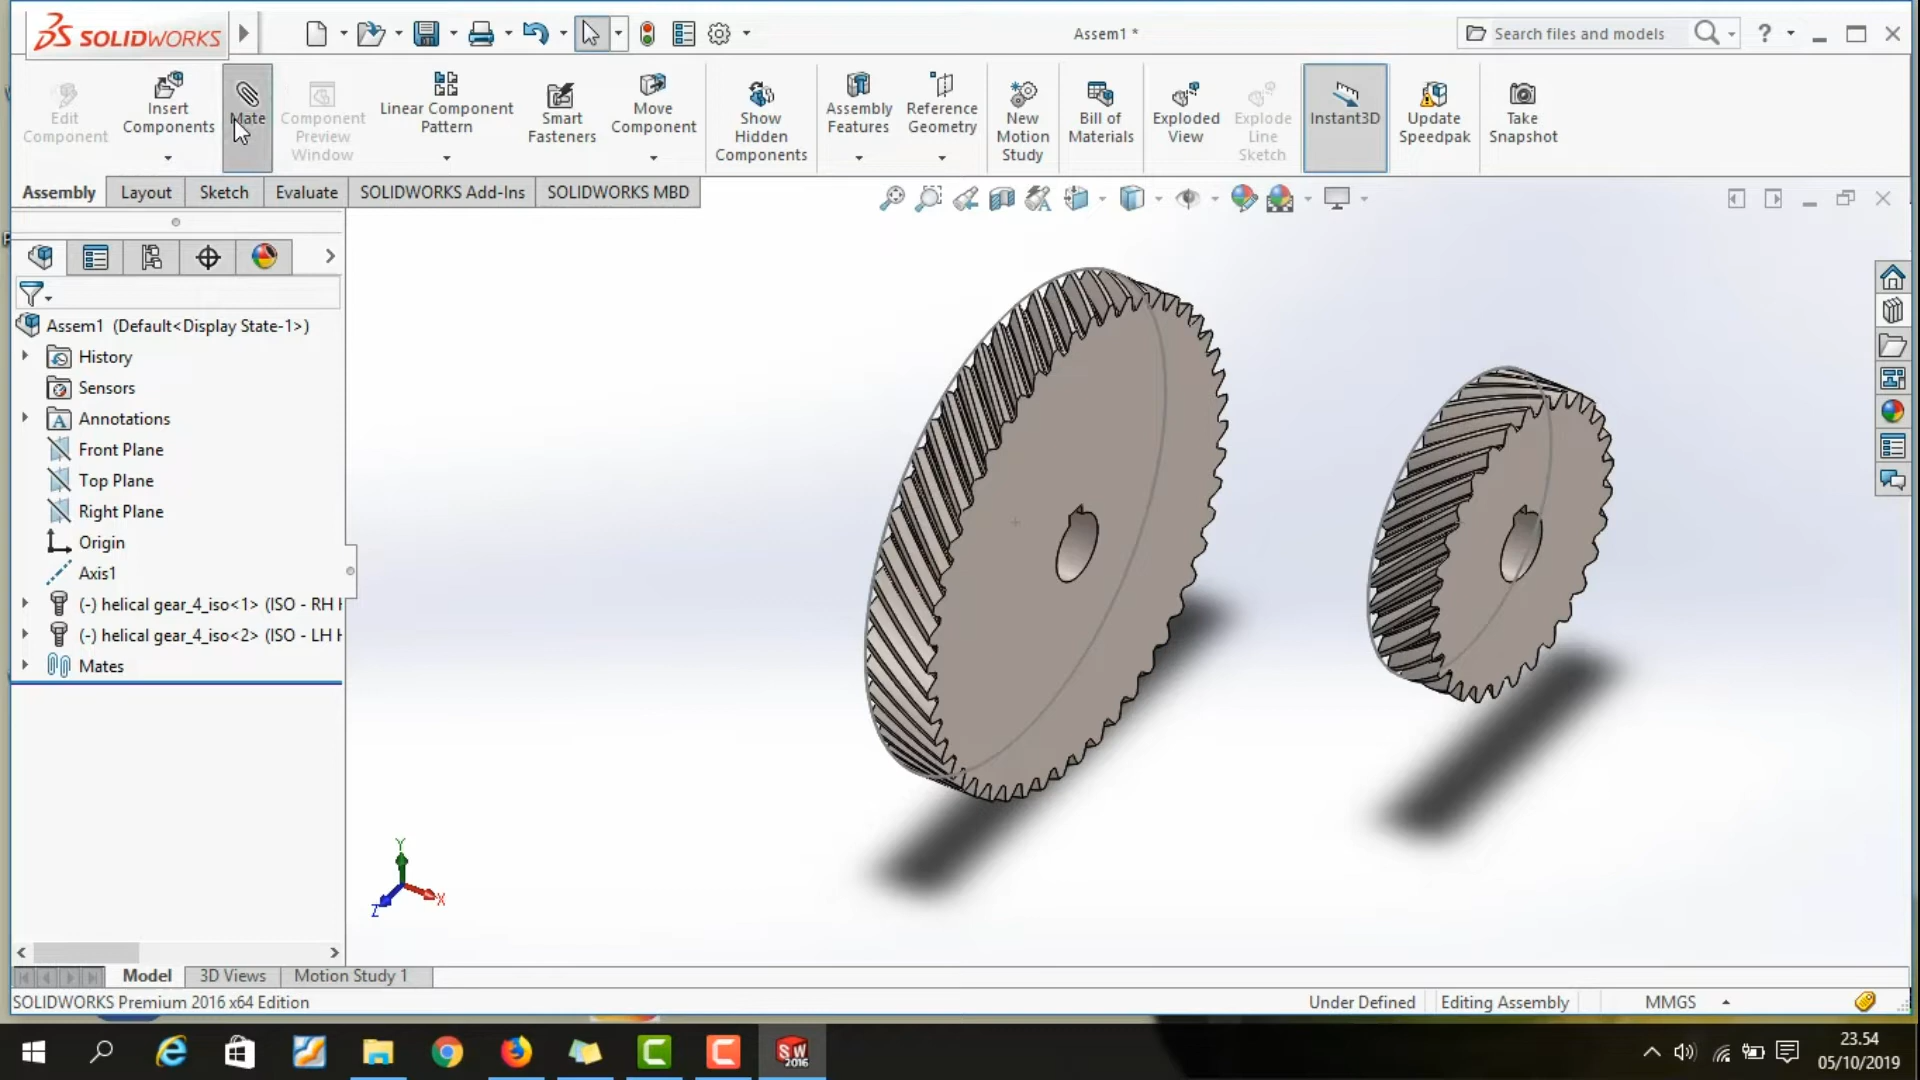 SOLIDWORKS
Assem1 *
Search files and models
?
Edit
Component
Insert
Components
Mate
Component
Preview
Window
Linear Component
Pattern
Smart
Fasteners
Move
Component
Show
Hidden
Components
Assembly
Features
Reference
Geometry
New
Motion
Study
Bill of
Materials
Exploded
View
Explode
Line
Sketch
Instant3D
Update
Speedpak
Take
Snapshot
Assembly
Layout
Sketch
Evaluate
SOLIDWORKS Add-Ins
SOLIDWORKS MBD
Assem1 (Default<Display State-1>)
History
Sensors
Annotations
Front Plane
Top Plane
Right Plane
Origin
Axis1
(-) helical gear_4_iso<1> (ISO - RH
(-) helical gear_4_iso<2> (ISO - LH
Mates
Y
X
Z
Model
3D Views
Motion Study 1
SOLIDWORKS Premium 2016 x64 Edition
Under Defined
Editing Assembly
MMGS
SW
2016
23.54
05/10/2019